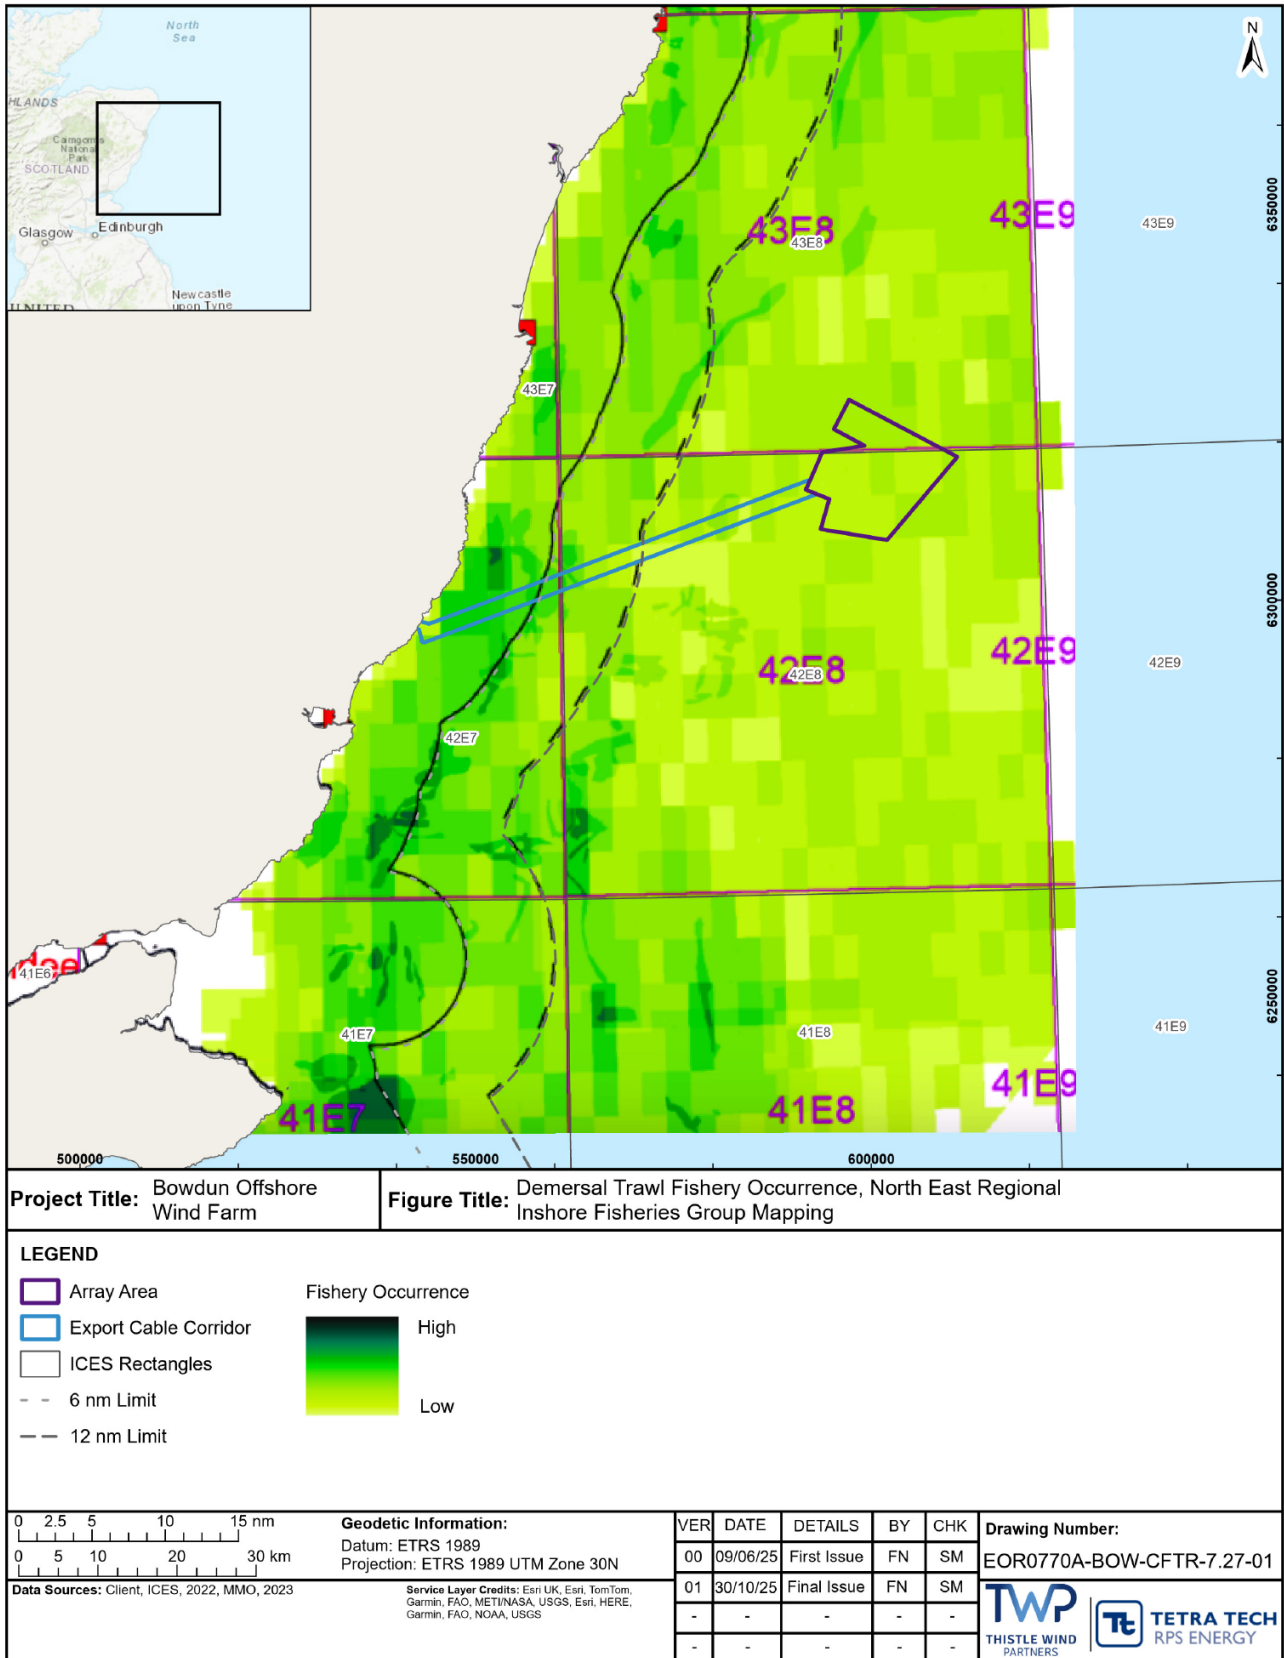 North
Sea
HLANDS
Cairngorms
National
Park
SCOTLAND
Glasgow
Edinburgh
Newcastle
upon Tyne
UNITED
N
43E8
43E8
43E9
43E9
43E7
6350000
6300000
42E8
42E8
42E9
42E9
42E7
41E6
41E7
41E7
41E8
41E8
41E9
41E9
6250000
500000
550000
600000
Project Title: Bowdun Offshore
Wind Farm
Figure Title: Demersal Trawl Fishery Occurrence, North East Regional
Inshore Fisheries Group Mapping
LEGEND
Array Area
Export Cable Corridor
ICES Rectangles
6 nm Limit
12 nm Limit
Fishery Occurrence
High
Low
0 2.5 5 10 15 nm
0 5 10 20 30 km
Geodetic Information:
Datum: ETRS 1989
Projection: ETRS 1989 UTM Zone 30N
Data Sources: Client, ICES, 2022, MMO, 2023
Service Layer Credits: Esri UK, Esri, TomTom,
Garmin, FAO, METI/NASA, USGS, Esri, HERE,
Garmin, FAO, NOAA, USGS
VER DATE DETAILS BY CHK
00 09/06/25 First Issue FN SM
01 30/10/25 Final Issue FN SM
- - - - -
- - - - -
Drawing Number:
EOR0770A-BOW-CFTR-7.27-01
TWP
THISTLE WIND
PARTNERS
Tt
TETRA TECH
RPS ENERGY